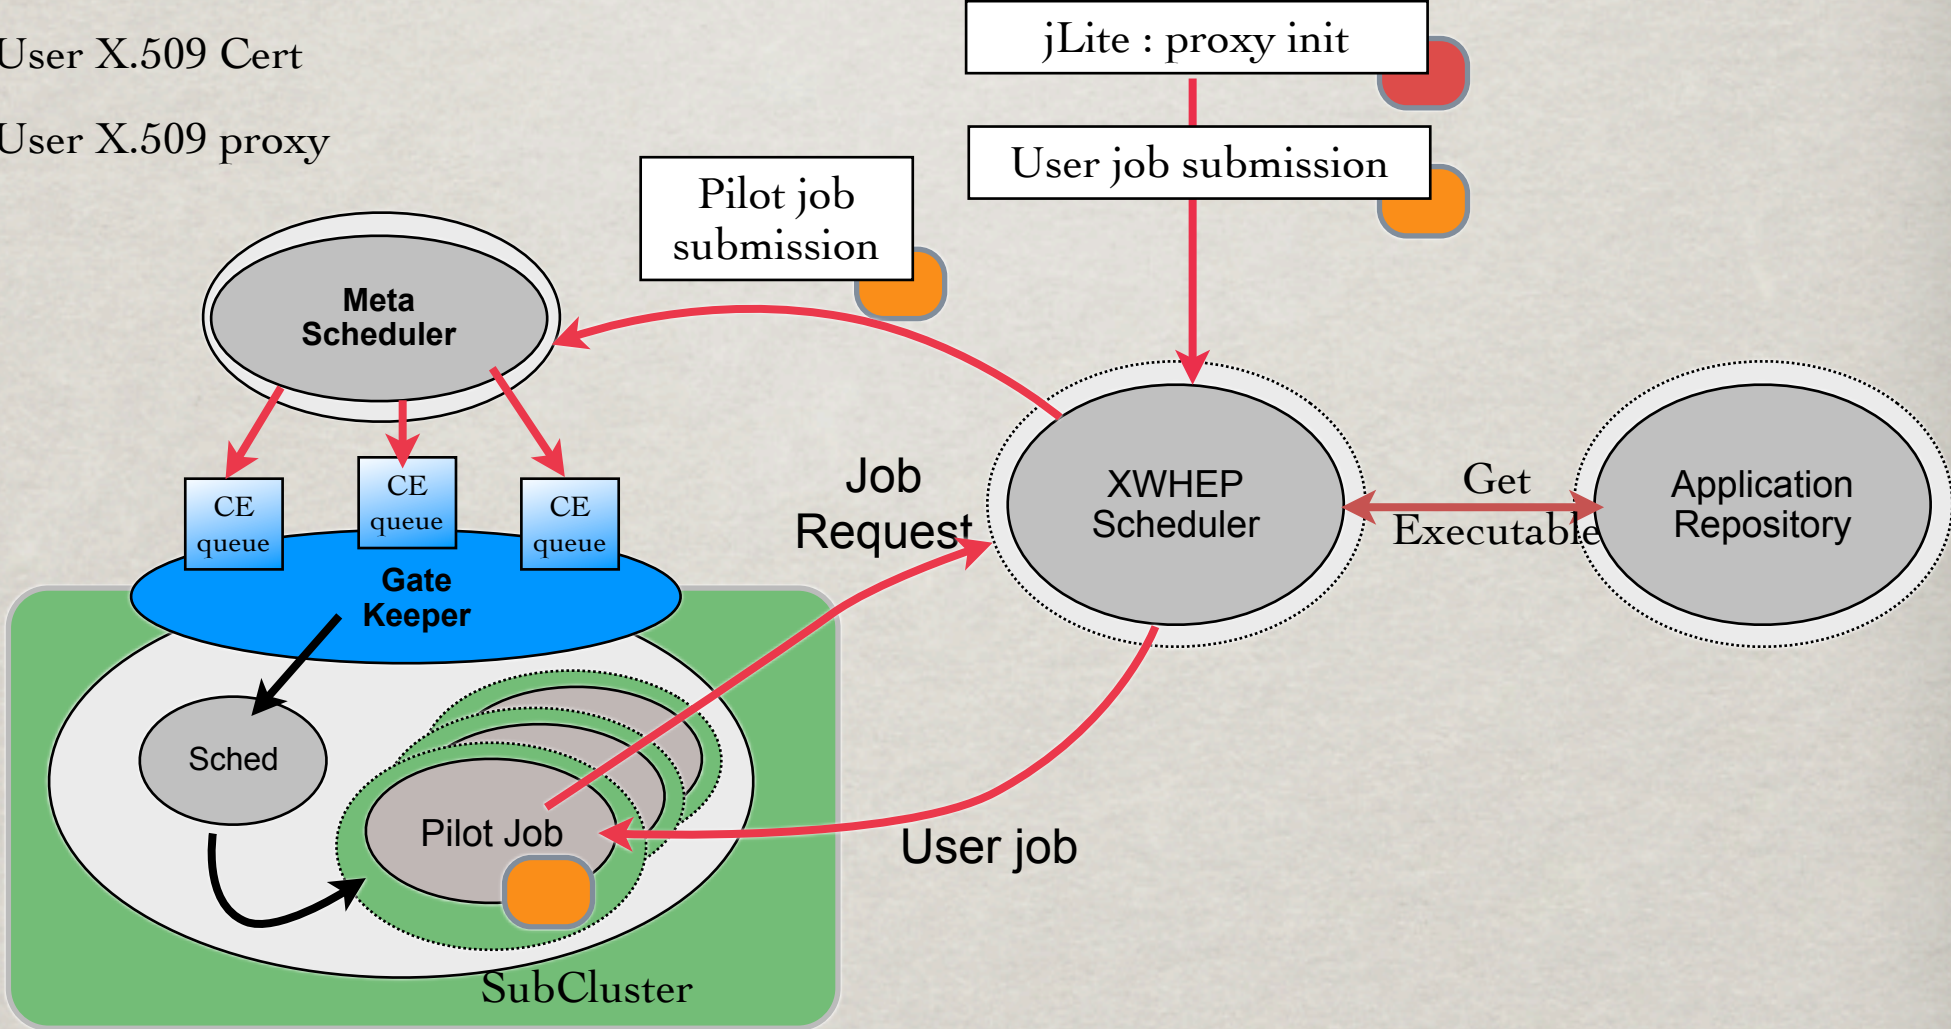 User X.509 Cert
User X.509 proxy
jLite : proxy init
User job submission
Pilot job
submission
Meta
Scheduler
CE
queue
CE
queue
CE
queue
Gate
Keeper
Job
Request
XWHEP
Scheduler
Get
Executable
Application
Repository
Sched
Pilot Job
User job
SubCluster